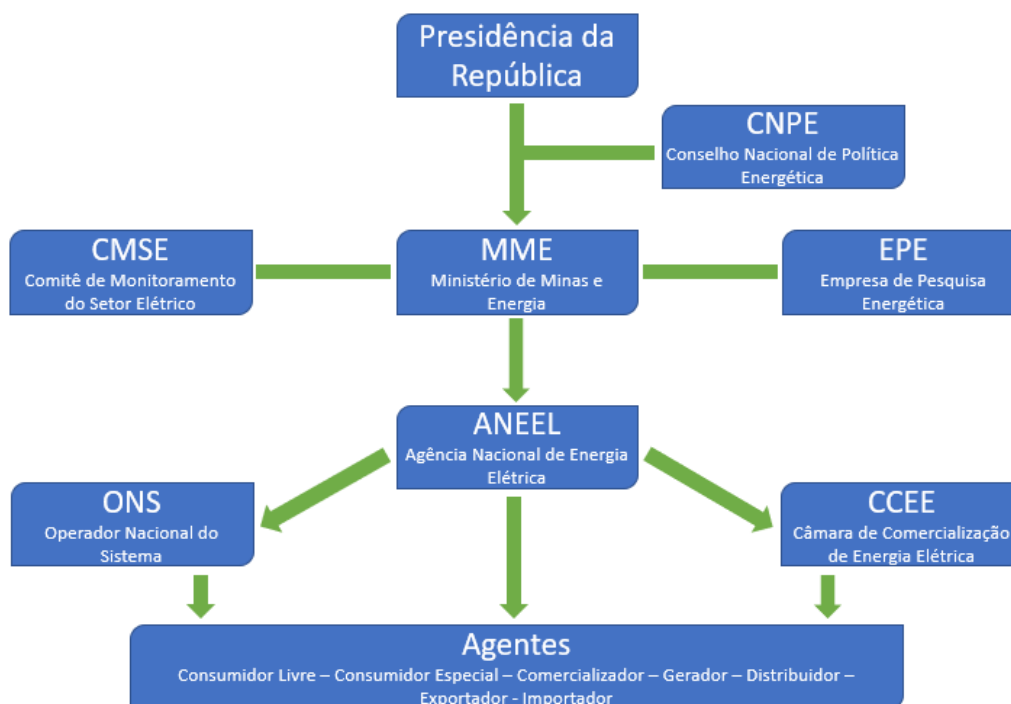 Presidência da
República
CNPE
Conselho Nacional de Política
Energética
CMSE
Comitê de Monitoramento
do Setor Elétrico
MME
Ministério de Minas e
Energia
EPE
Empresa de Pesquisa
Energética
ANEEL
Agência Nacional de Energia
Elétrica
ONS
Operador Nacional do
Sistema
CCEE
Câmara de Comercialização
de Energia Elétrica
Agentes
Consumidor Livre – Consumidor Especial – Comercializador – Gerador – Distribuidor –
Exportador - Importador